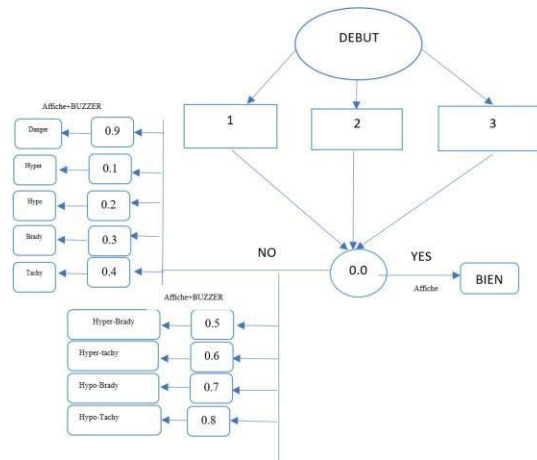 DEBUT
1 2 3
Affiche+BUZZER
Danger 0.9
Hyper 0.1
Hypo 0.2
Brady 0.3
Tachy 0.4
NO
0.0
YES
Affiche
BIEN
Affiche+BUZZER
Hyper-Brady 0.5
Hyper-tachy 0.6
Hypo-Brady 0.7
Hypo-Tachy 0.8